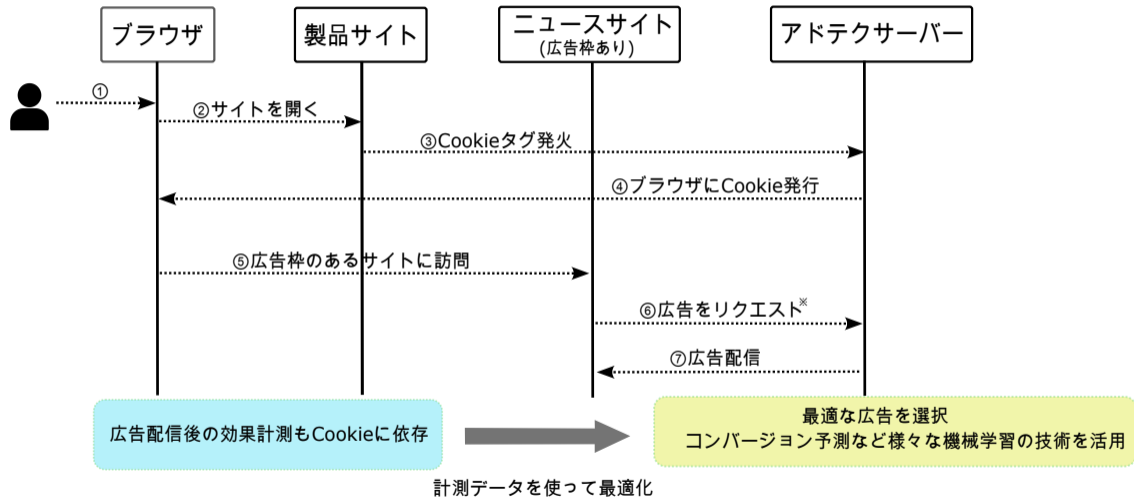 ブラウザ
製品サイト
ニュースサイト
(広告枠あり)
アドテクサーバー
①
②サイトを開く
③Cookieタグ発火
④ブラウザにCookie発行
⑤広告枠のあるサイトに訪問
⑥広告をリクエスト※
⑦広告配信
広告配信後の効果計測もCookieに依存
最適な広告を選択
コンバージョン予測など様々な機械学習の技術を活用
計測データを使って最適化